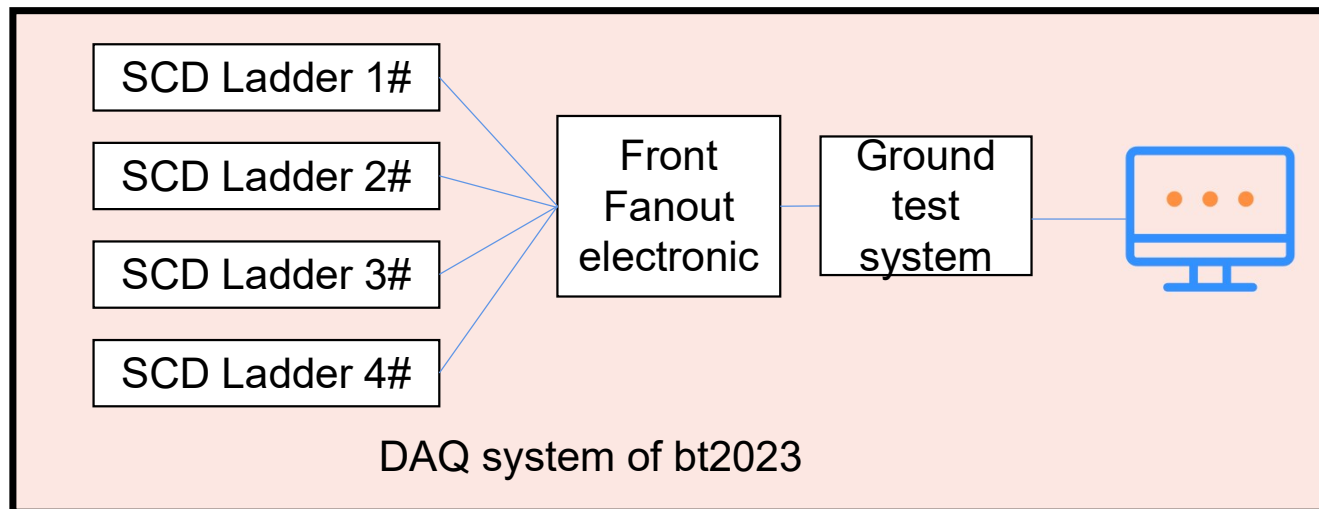 SCD Ladder 1#
SCD Ladder 2#
SCD Ladder 3#
SCD Ladder 4#
Front
Fanout
electronic
Ground
test
system
DAQ system of bt2023